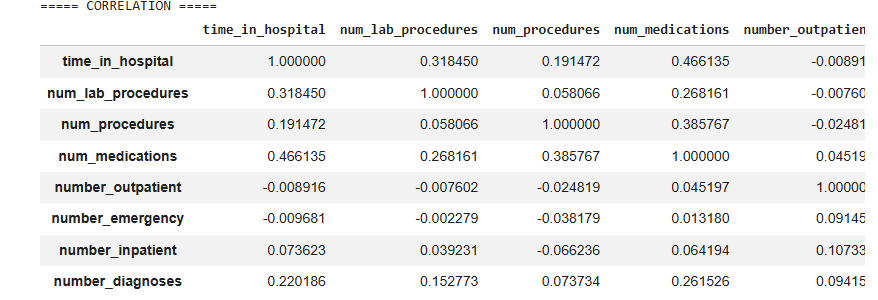 ===== CORRELATION =====
time_in_hospital num_lab_procedures num_procedures num_medications number_outpatien
time_in_hospital 1.000000 0.318450 0.191472 0.466135 -0.00891
num_lab_procedures 0.318450 1.000000 0.058066 0.268161 -0.00760
num_procedures 0.191472 0.058066 1.000000 0.385767 -0.02481
num_medications 0.466135 0.268161 0.385767 1.000000 0.04519
number_outpatient -0.008916 -0.007602 -0.024819 0.045197 1.00000
number_emergency -0.009681 -0.002279 -0.038179 0.013180 0.09145
number_inpatient 0.073623 0.039231 -0.066236 0.064194 0.10733
number_diagnoses 0.220186 0.152773 0.073734 0.261526 0.09415